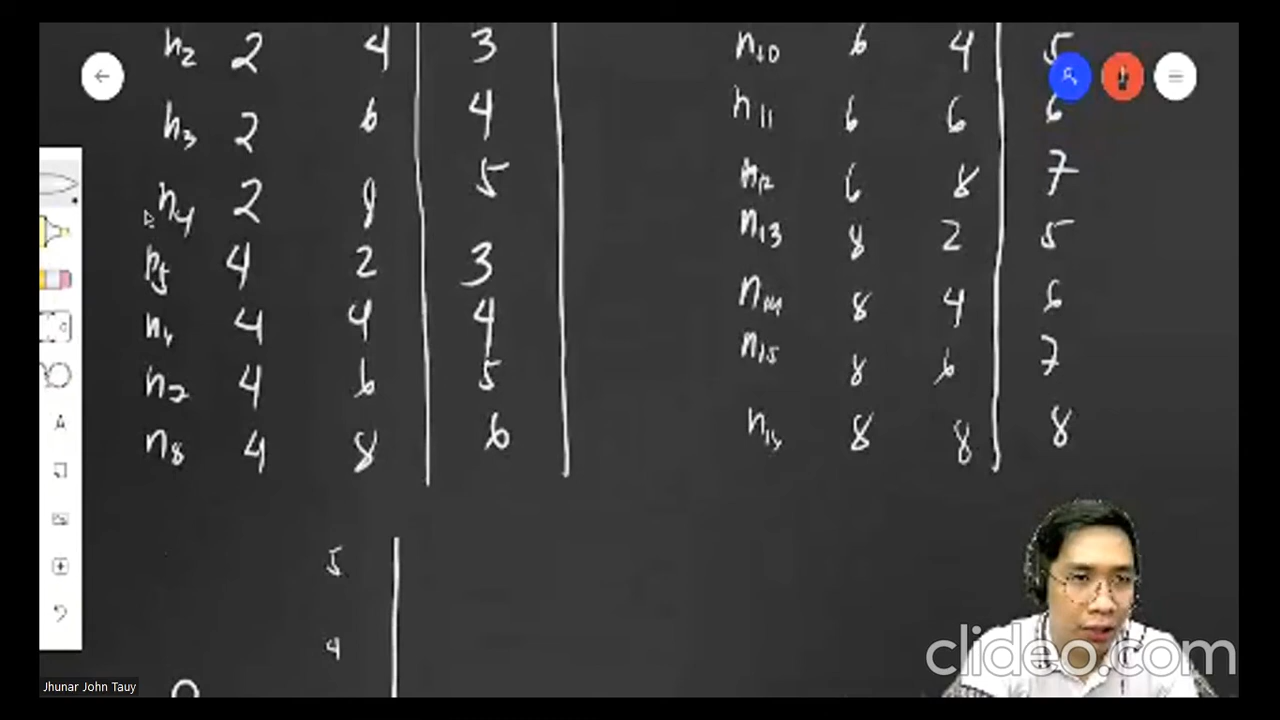 n2 2 4 3
n3 2 6 4
n4 2 8 5
n5 4 2 3
n6 4 4 4
n7 4 6 5
n8 4 8 6
n10 6 4 5
n11 6 6 6
n12 6 8 7
n13 8 2 5
n14 8 4 6
n15 8 6 7
n16 8 8 8
5
4
A
clideo.com
Jhunar John Tauy